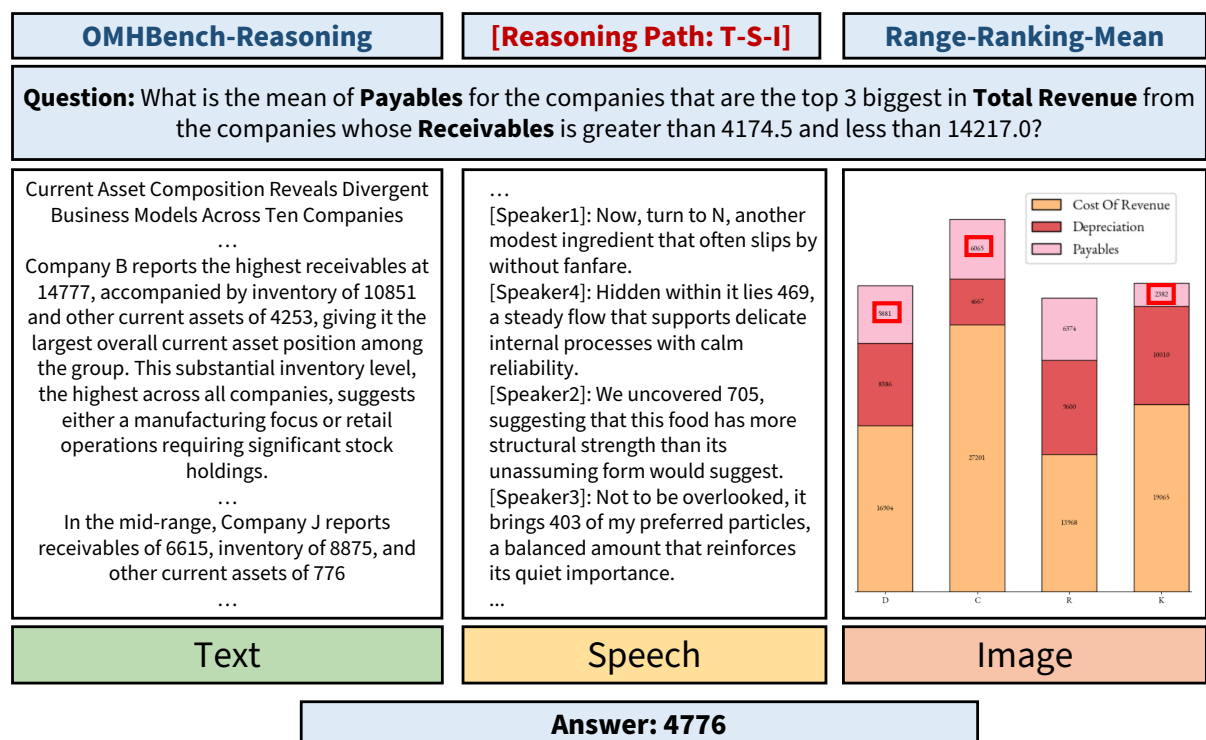 OMHBench-Reasoning
[Reasoning Path: T-S-I]
Range-Ranking-Mean
Question: What is the mean of Payables for the companies that are the top 3 biggest in Total Revenue from
the companies whose Receivables is greater than 4174.5 and less than 14217.0?
Current Asset Composition Reveals Divergent
Business Models Across Ten Companies
…
Company B reports the highest receivables at
14777, accompanied by inventory of 10851
and other current assets of 4253, giving it the
largest overall current asset position among
the group. This substantial inventory level,
the highest across all companies, suggests
either a manufacturing focus or retail
operations requiring significant stock
holdings.
…
In the mid-range, Company J reports
receivables of 6615, inventory of 8875, and
other current assets of 776
…
Text
…
[Speaker1]: Now, turn to N, another
modest ingredient that often slips by
without fanfare.
[Speaker4]: Hidden within it lies 469,
a steady flow that supports delicate
internal processes with calm
reliability.
[Speaker2]: We uncovered 705,
suggesting that this food has more
structural strength than its
unassuming form would suggest.
[Speaker3]: Not to be overlooked, it
brings 403 of my preferred particles,
a balanced amount that reinforces
its quiet importance.
...
Speech
Cost Of Revenue
Depreciation
Payables
5881
8386
16904
D
6065
4667
27201
C
6374
9600
13968
R
2382
10010
19065
K
Image
Answer: 4776